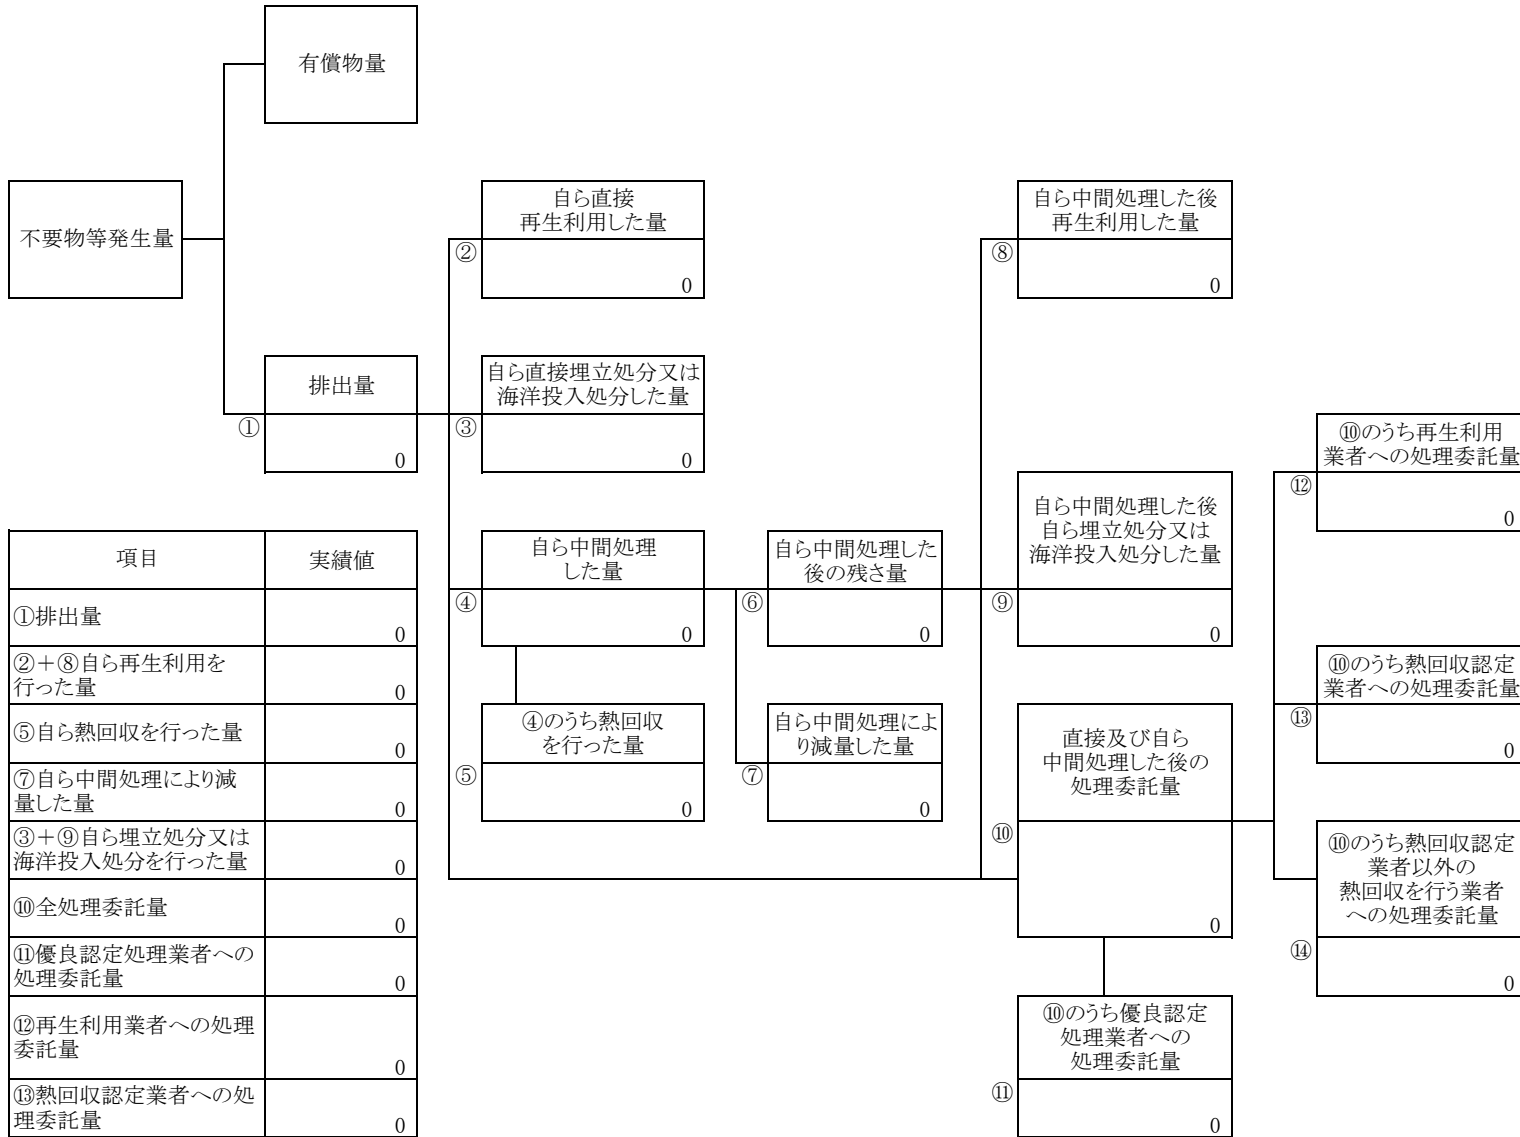 有償物量
不要物等発生量
排出量
①
0
自ら直接
再生利用した量
②
0
自ら直接埋立処分又は
海洋投入処分した量
③
0
自ら中間処理
した量
④
0
④のうち熱回収
を行った量
⑤
0
自ら中間処理した
後の残さ量
⑥
0
自ら中間処理によ
り減量した量
⑦
0
自ら中間処理した後
再生利用した量
⑧
0
自ら中間処理した後
自ら埋立処分又は
海洋投入処分した量
⑨
0
直接及び自ら
中間処理した後の
処理委託量
⑩
0
⑩のうち優良認定
処理業者への
処理委託量
⑪
0
⑩のうち再生利用
業者への処理委託量
⑫
0
⑩のうち熱回収認定
業者への処理委託量
⑬
0
⑩のうち熱回収認定
業者以外の
熱回収を行う業者
への処理委託量
⑭
0
項目 実績値
①排出量
0
②＋⑧自ら再生利用を
行った量
0
⑤自ら熱回収を行った量
0
⑦自ら中間処理により減
量した量
0
③＋⑨自ら埋立処分又は
海洋投入処分を行った量
0
⑩全処理委託量
0
⑪優良認定処理業者への
処理委託量
0
⑫再生利用業者への処理
委託量
0
⑬熱回収認定業者への処
理委託量
0